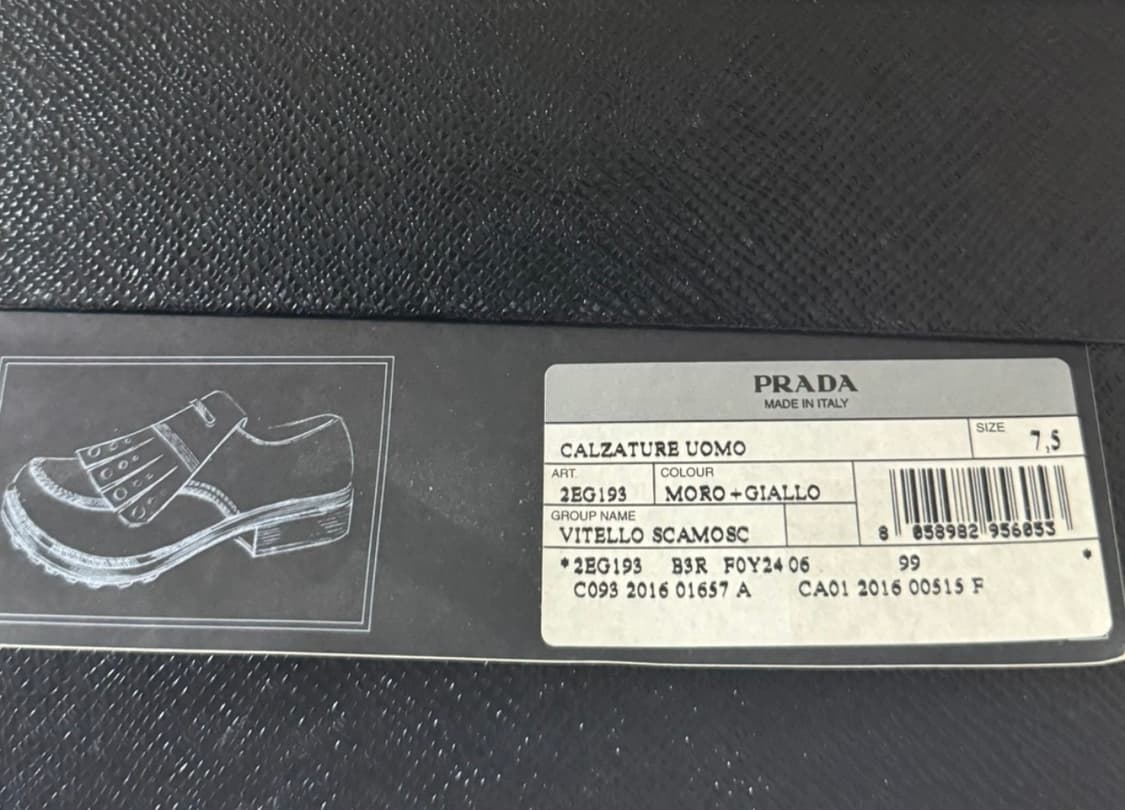 PRADA
MADE IN ITALY
CALZATURE UOMO
SIZE 7,5
ART. 2EG193
COLOUR MORO+GIALLO
GROUP NAME
VITELLO SCAMOSC
8 058982 956053
*2EG193 B3R F0Y24 06 99 *
C093 2016 01657 A CA01 2016 00515 F